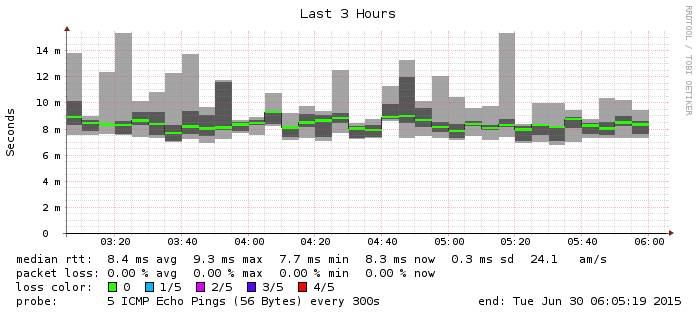 Last 3 Hours
RRDTOOL / TOBI OETIKER
Seconds
14 m
12 m
10 m
8 m
6 m
4 m
2 m
0
03:20 03:40 04:00 04:20 04:40 05:00 05:20 05:40 06:00
median rtt: 8.4 ms avg 9.3 ms max 7.7 ms min 8.3 ms now 0.3 ms sd 24.1 am/s
packet loss: 0.00 % avg 0.00 % max 0.00 % min 0.00 % now
loss color: 0 1/5 2/5 3/5 4/5
probe: 5 ICMP Echo Pings (56 Bytes) every 300s end: Tue Jun 30 06:05:19 2015